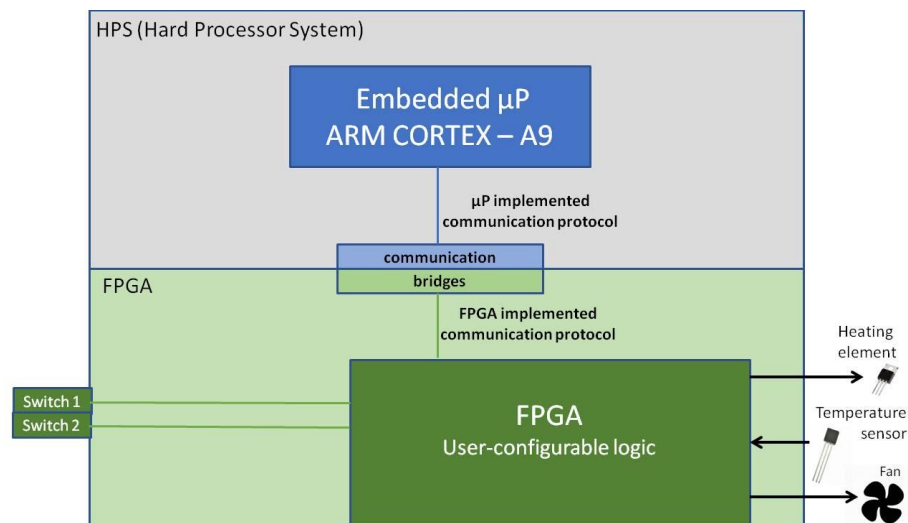 HPS (Hard Processor System)
Embedded µP
ARM CORTEX – A9
µP implemented
communication protocol
communication
bridges
FPGA
FPGA implemented
communication protocol
Switch 1
Switch 2
FPGA
User-configurable logic
Heating
element
Temperature
sensor
Fan